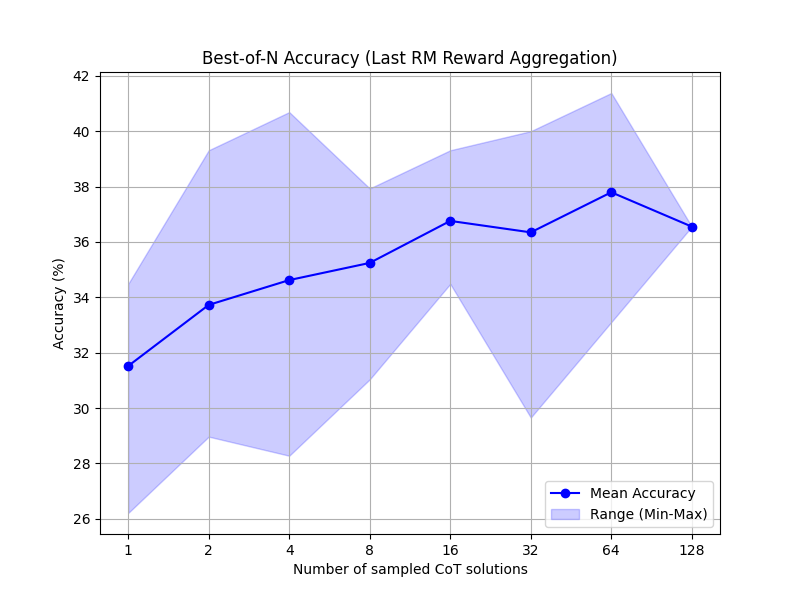 Best-of-N Accuracy (Last RM Reward Aggregation)
Accuracy (%)
42
40
38
36
34
32
30
28
26
1 2 4 8 16 32 64 128
Number of sampled CoT solutions
Mean Accuracy
Range (Min-Max)